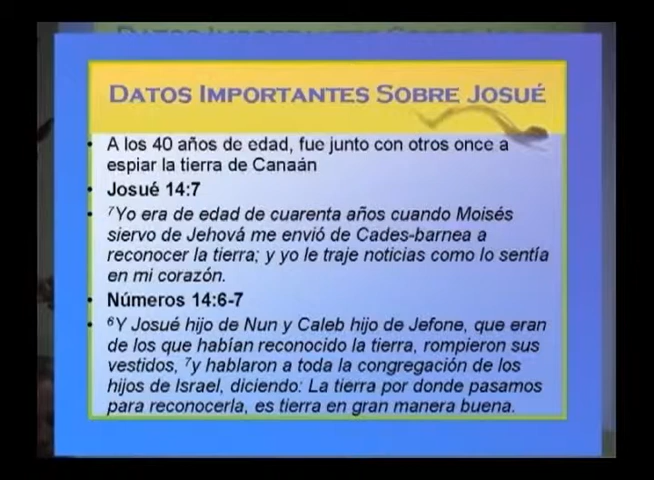 DATOS IMPORTANTES SOBRE JOSUÉ
• A los 40 años de edad, fue junto con otros once a
espiar la tierra de Canaán
• Josué 14:7
• ⁷Yo era de edad de cuarenta años cuando Moisés
siervo de Jehová me envió de Cades-barnea a
reconocer la tierra; y yo le traje noticias como lo sentía
en mi corazón.
• Números 14:6-7
• ⁶Y Josué hijo de Nun y Caleb hijo de Jefone, que eran
de los que habían reconocido la tierra, rompieron sus
vestidos, ⁷y hablaron a toda la congregación de los
hijos de Israel, diciendo: La tierra por donde pasamos
para reconocerla, es tierra en gran manera buena.